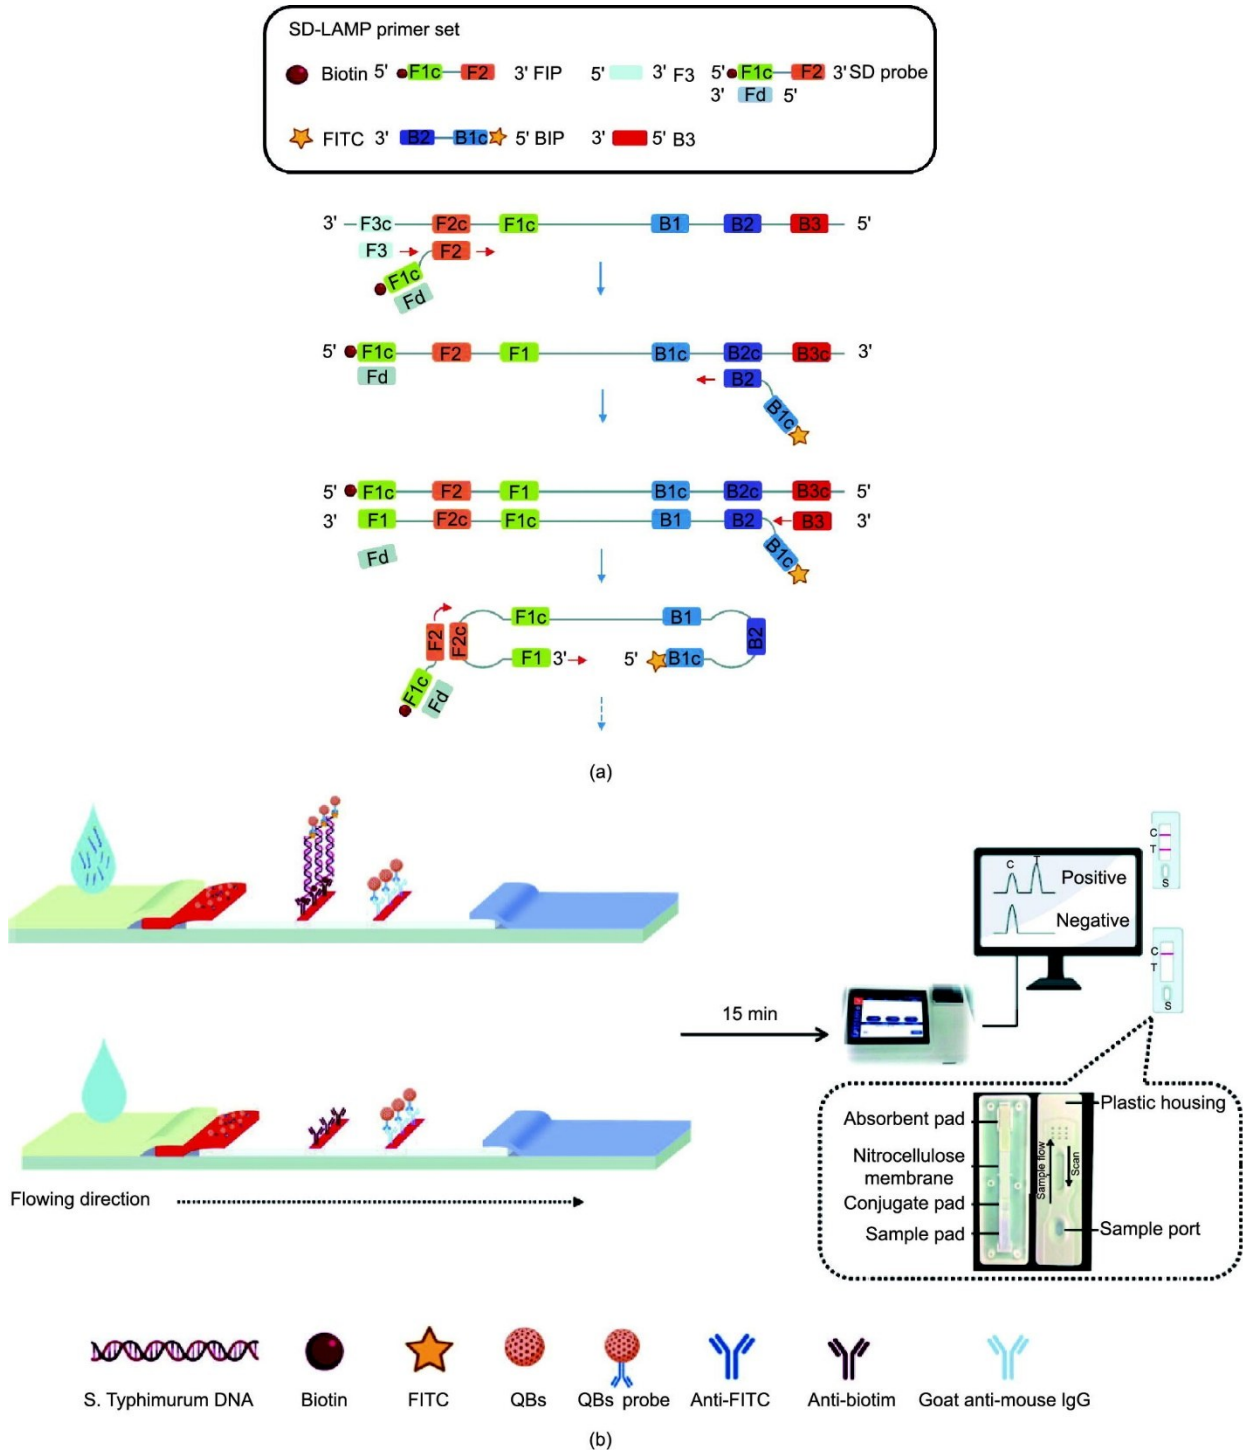 SD-LAMP primer set
Biotin 5' F1c F2 3' FIP 5' 3' F3 5' F1c F2 3' SD probe
3' Fd 5'
FITC 3' B2 B1c 5' BIP 3' 5' B3
3' F3c F2c F1c B1 B2 B3 5'
F3 F2
F1c
Fd
5' F1c F2 F1 B1c B2c B3c 3'
Fd B2
B1c
5' F1c F2 F1 B1c B2c B3c 5'
3' F1 F2c F1c B1 B2 B3 3'
Fd B1c
F1c B1
F2 F2c B2
F1 3' 5' B1c
F1c Fd
(a)
C
T
S
C T
Positive
Negative
C
T
S
15 min
Absorbent pad
Nitrocellulose
membrane
Conjugate pad
Sample pad
Sample flow
Scan
Plastic housing
Sample port
Flowing direction
S. Typhimurum DNA Biotin FITC QBs QBs probe Anti-FITC Anti-biotim Goat anti-mouse IgG
(b)